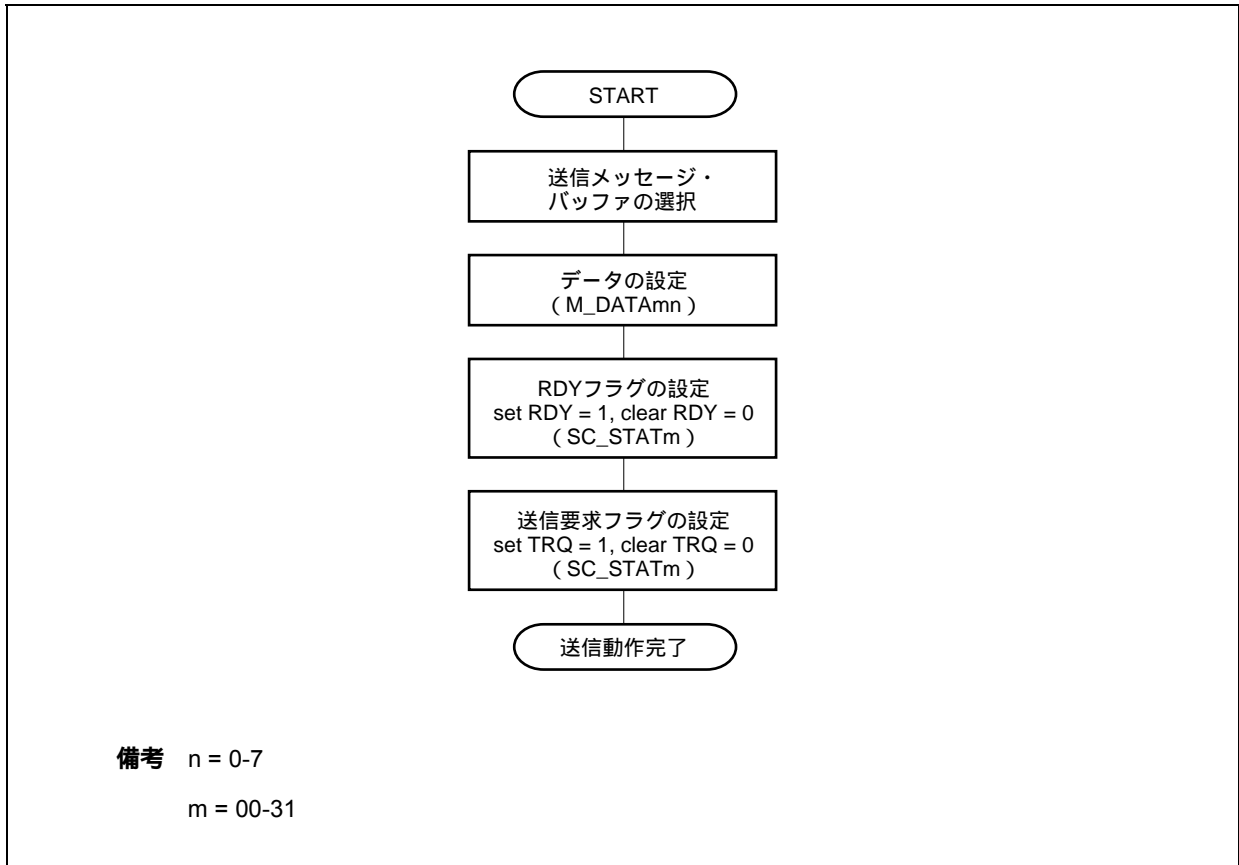 START
送信メッセージ・
バッファの選択
データの設定
（M_DATAmn）
RDYフラグの設定
set RDY = 1, clear RDY = 0
（SC_STATm）
送信要求フラグの設定
set TRQ = 1, clear TRQ = 0
（SC_STATm）
送信動作完了
備考 n = 0-7
m = 00-31